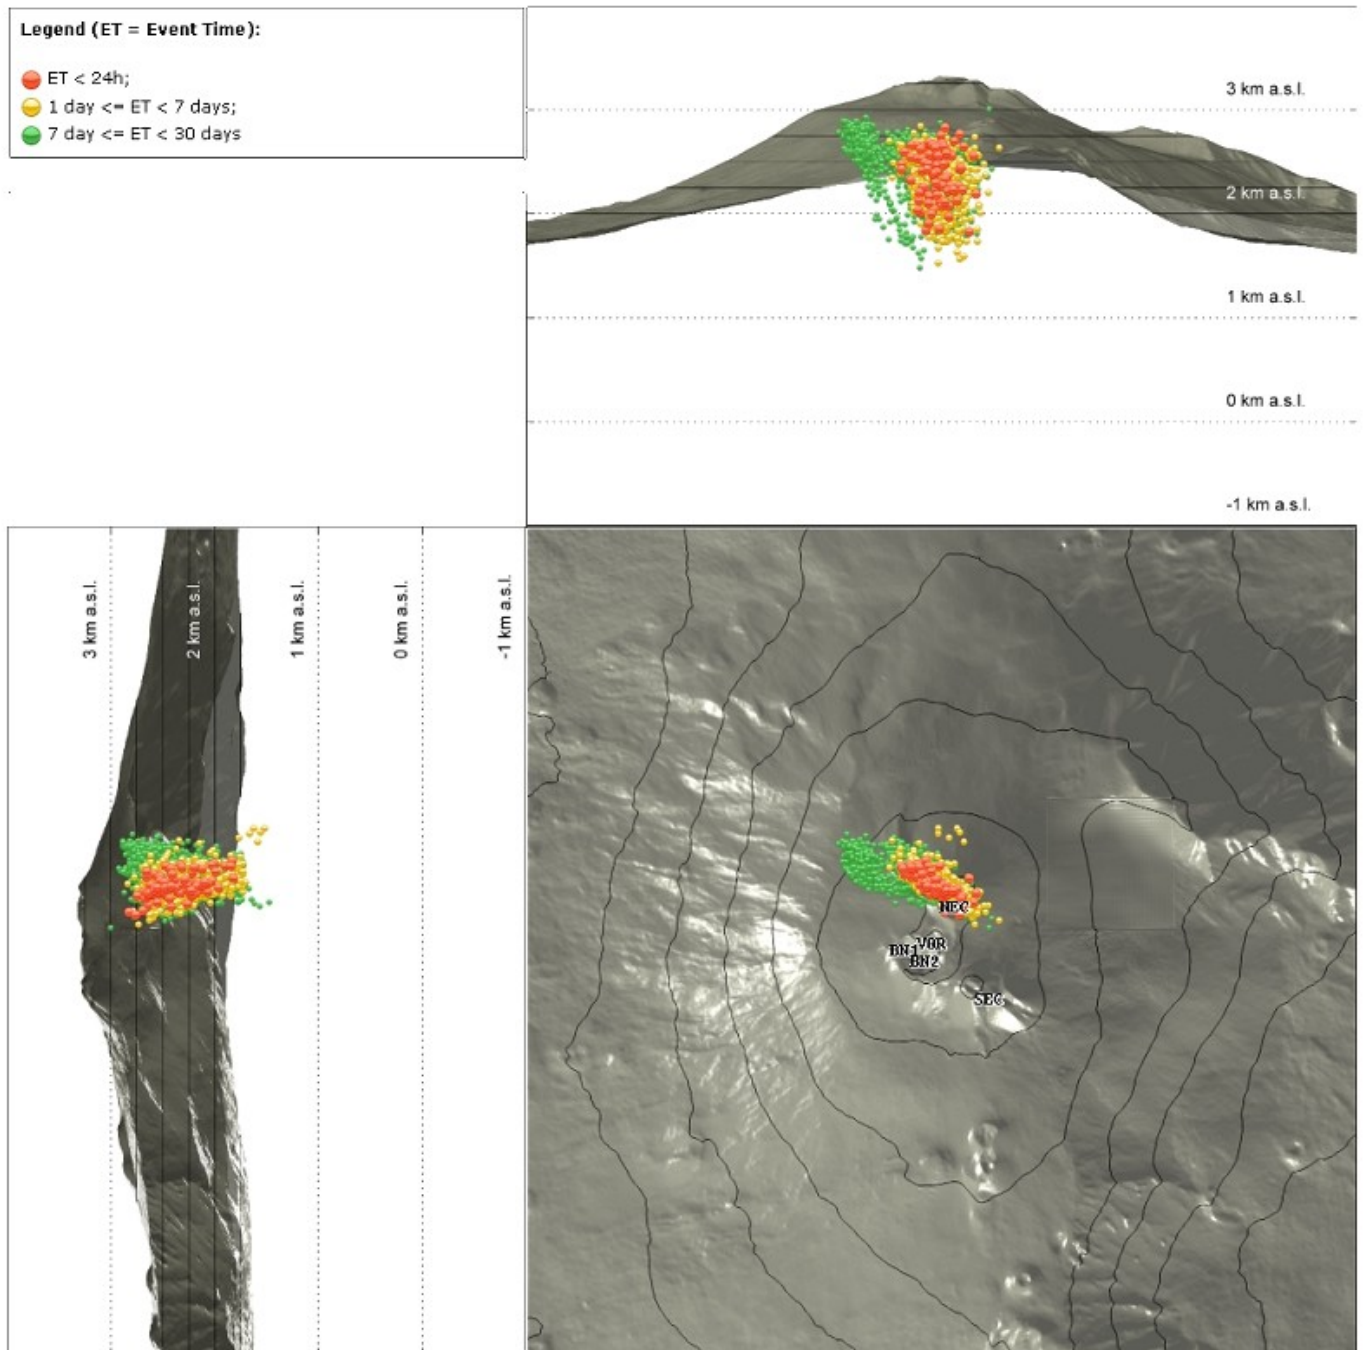 Legend (ET = Event Time):
ET < 24h;
1 day <= ET < 7 days;
7 day <= ET < 30 days
3 km a.s.l.
2 km a.s.l.
1 km a.s.l.
0 km a.s.l.
-1 km a.s.l.
3 km a.s.l.
2 km a.s.l.
1 km a.s.l.
0 km a.s.l.
-1 km a.s.l.
NEC
VOR
BN1
BN2
SEC